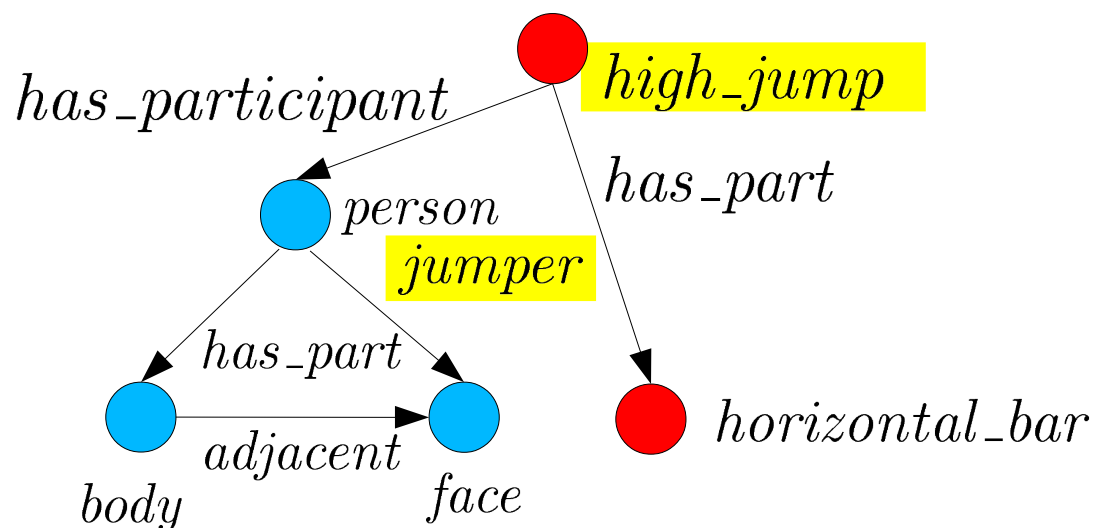 high_jump
has_participant
has_part
person
jumper
has_part
adjacent
horizontal_bar
body
face